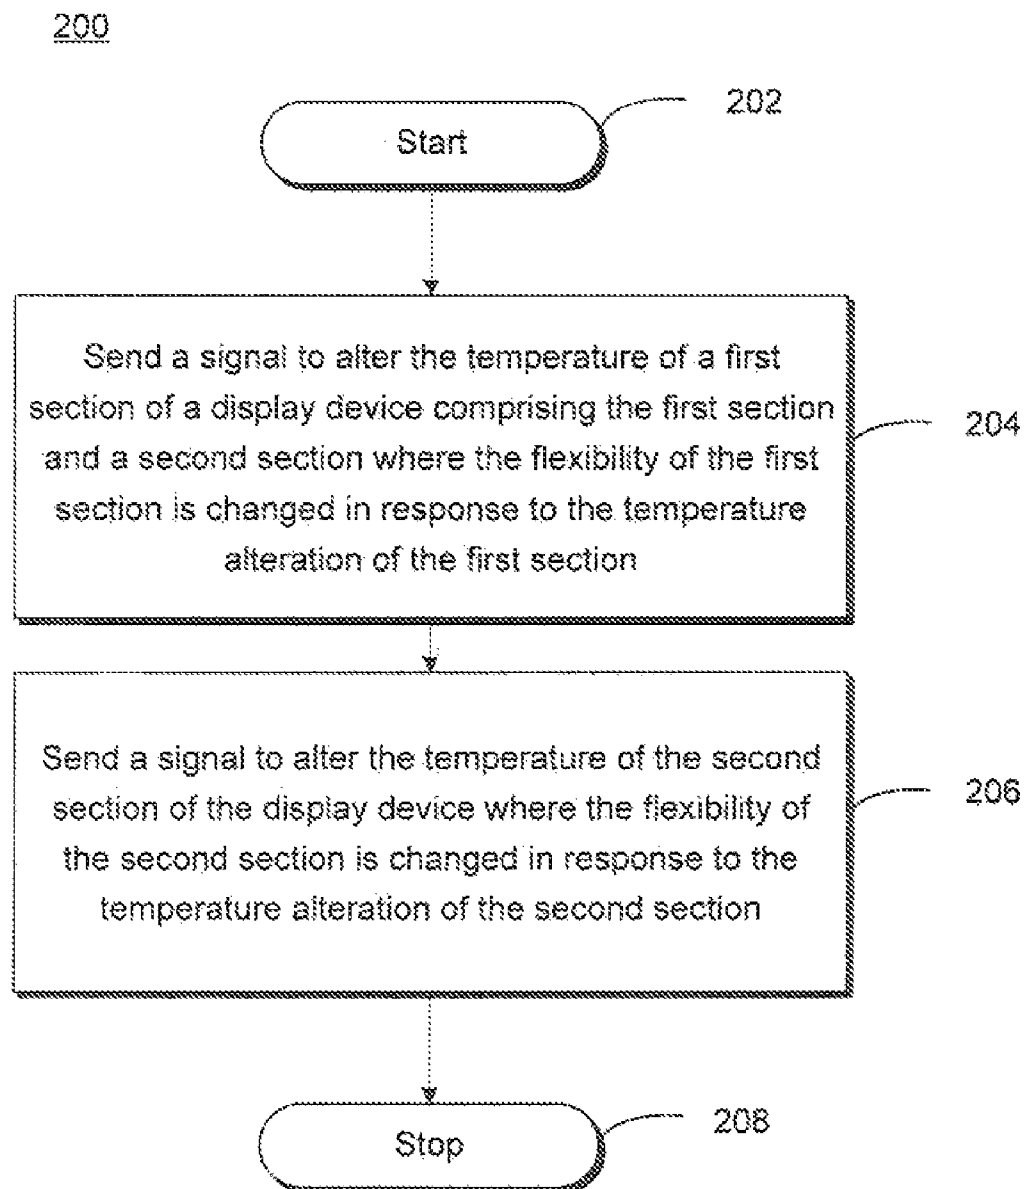 200
Start
202
Send a signal to alter the temperature of a first
section of a display device comprising the first section
and a second section where the flexibility of the first
section is changed in response to the temperature
alteration of the first section
204
Send a signal to alter the temperature of the second
section of the display device where the flexibility of
the second section is changed in response to the
temperature alteration of the second section
206
Stop
208